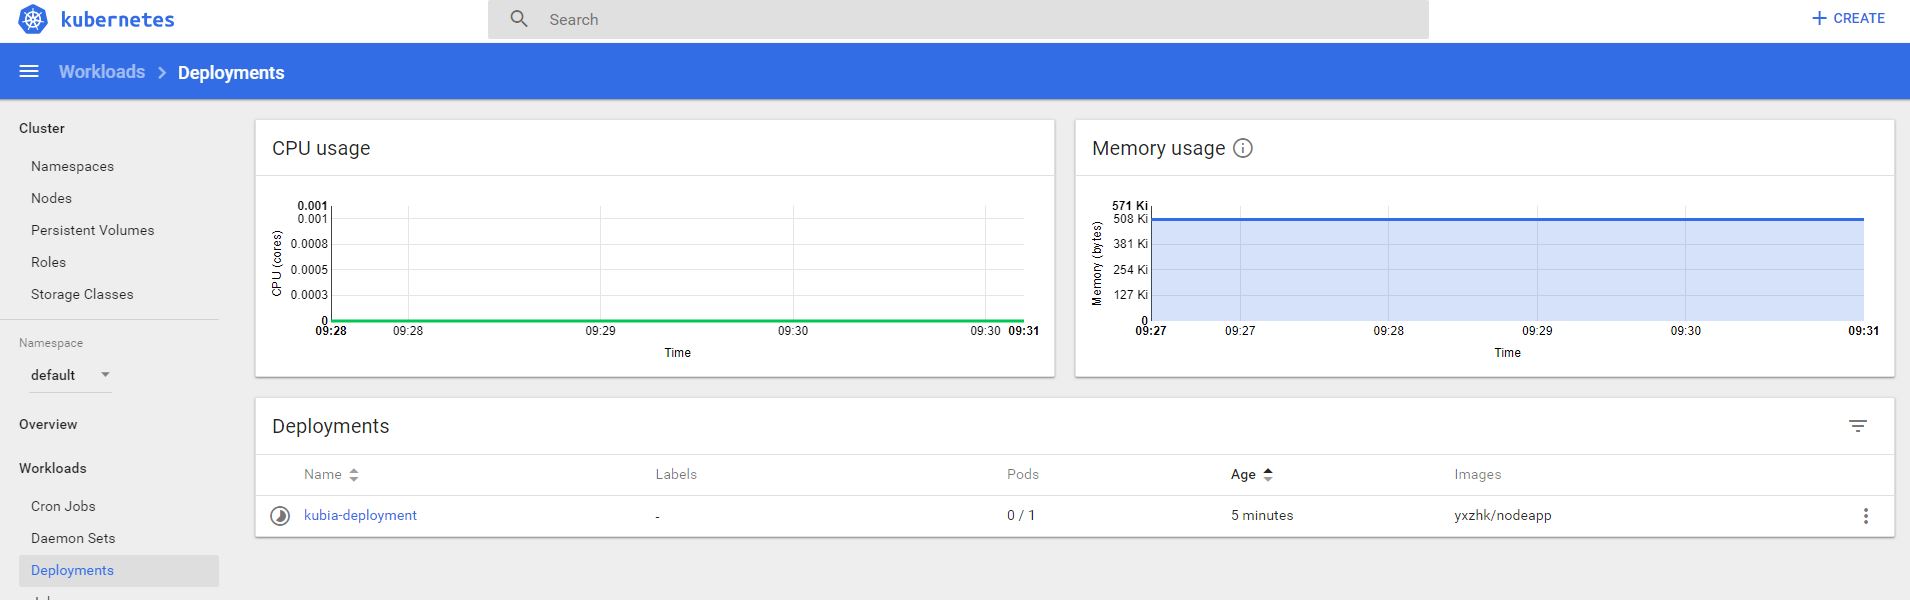 kubernetes
Search
CREATE
Workloads > Deployments
Cluster
Namespaces
Nodes
Persistent Volumes
Roles
Storage Classes
Namespace
default
Overview
Workloads
Cron Jobs
Daemon Sets
Deployments
CPU usage
CPU (cores)
0.001
0.001
0.0008
0.0005
0.0003
0
09:28 09:28 09:29 09:30 09:30 09:31
Time
Memory usage
Memory (bytes)
571 Ki
508 Ki
381 Ki
254 Ki
127 Ki
0
09:27 09:27 09:28 09:29 09:30 09:31
Time
Deployments
Name Labels Pods Age Images
kubia-deployment - 0 / 1 5 minutes yxzhk/nodeapp